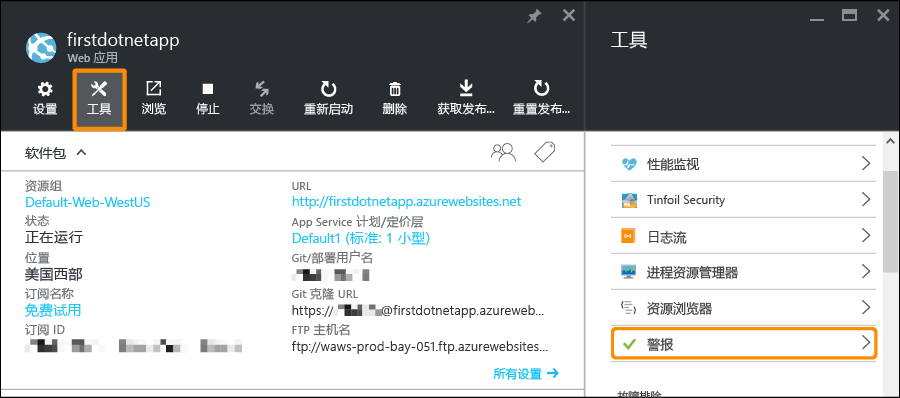 firstdotnetapp
Web 应用
设置
工具
浏览
停止
交换
重新启动
删除
获取发布...
重置发布...
软件包
资源组
Default-Web-WestUS
状态
正在运行
位置
美国西部
订阅名称
免费试用
订阅 ID
URL
http://firstdotnetapp.azurewebsites.net
App Service 计划/定价层
Default1 (标准: 1 小型)
Git/部署用户名
Git 克隆 URL
https://
@firstdotnetapp.azureweb...
FTP 主机名
ftp://waws-prod-bay-051.ftp.azurewebsites...
所有设置
工具
性能监视
Tinfoil Security
日志流
进程资源管理器
资源浏览器
警报
故障排除